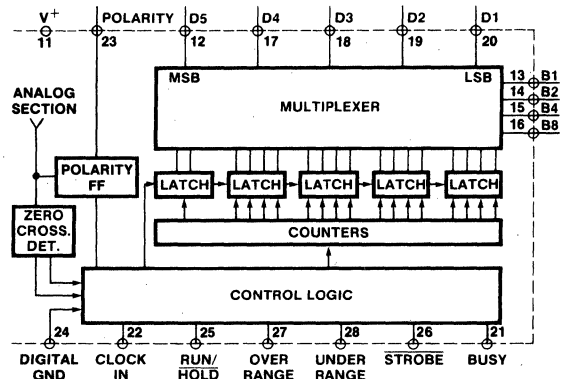 V+ POLARITY D5 D4 D3 D2 D1
11 23 12 17 18 19 20
MSB LSB
MULTIPLEXER
13 B1
14 B2
15 B4
16 B8
ANALOG
SECTION
POLARITY
FF
LATCH LATCH LATCH LATCH LATCH
ZERO
CROSS.
DET.
COUNTERS
CONTROL LOGIC
24 22 25 27 28 26 21
DIGITAL CLOCK RUN/ OVER UNDER STROBE BUSY
GND IN HOLD RANGE RANGE